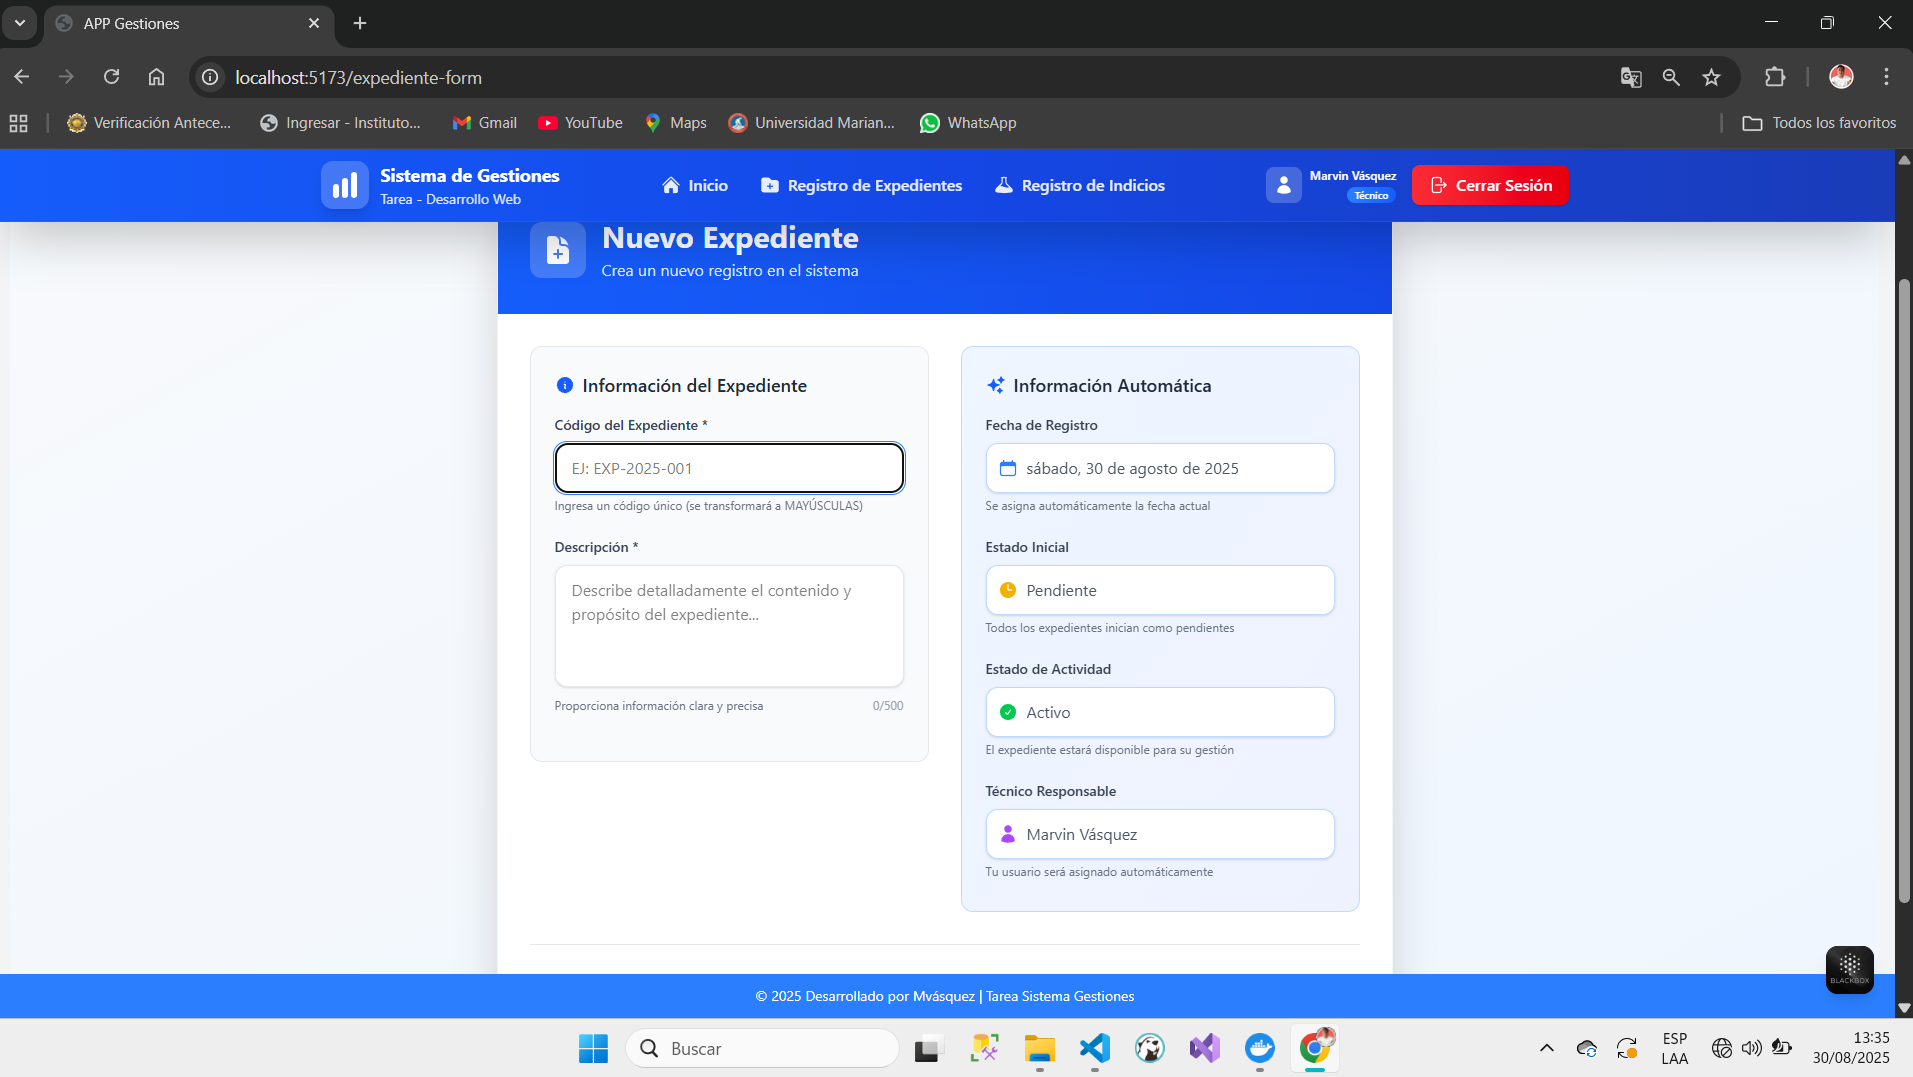 APP Gestiones
localhost:5173/expediente-form
Verificación Antece...
Ingresar - Instituto...
Gmail
YouTube
Maps
Universidad Marian...
WhatsApp
Todos los favoritos
Sistema de Gestiones
Tarea - Desarrollo Web
Inicio
Registro de Expedientes
Registro de Indicios
Marvin Vásquez
Técnico
Cerrar Sesión
Nuevo Expediente
Crea un nuevo registro en el sistema
Información del Expediente
Código del Expediente *
EJ: EXP-2025-001
Ingresa un código único (se transformará a MAYÚSCULAS)
Descripción *
Describe detalladamente el contenido y
propósito del expediente...
Proporciona información clara y precisa
0/500
Información Automática
Fecha de Registro
sábado, 30 de agosto de 2025
Se asigna automáticamente la fecha actual
Estado Inicial
Pendiente
Todos los expedientes inician como pendientes
Estado de Actividad
Activo
El expediente estará disponible para su gestión
Técnico Responsable
Marvin Vásquez
Tu usuario será asignado automáticamente
BLACKBOX
© 2025 Desarrollado por Mvásquez | Tarea Sistema Gestiones
Buscar
ESP
LAA
13:35
30/08/2025